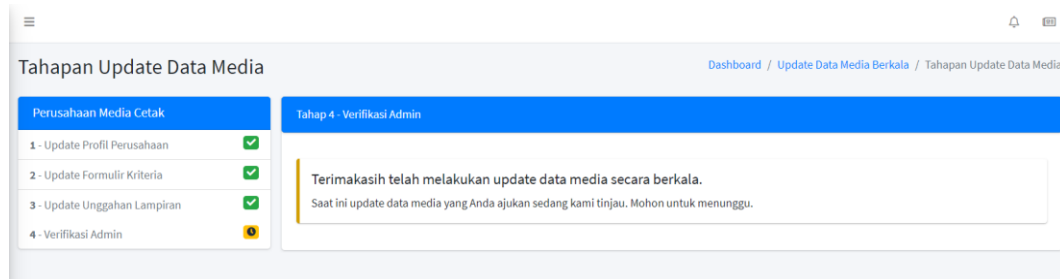 Tahapan Update Data Media
Dashboard / Update Data Media Berkala / Tahapan Update Data Media
Perusahaan Media Cetak
1 - Update Profil Perusahaan
2 - Update Formulir Kriteria
3 - Update Unggahan Lampiran
4 - Verifikasi Admin
Tahap 4 - Verifikasi Admin
Terimakasih telah melakukan update data media secara berkala.
Saat ini update data media yang Anda ajukan sedang kami tinjau. Mohon untuk menunggu.